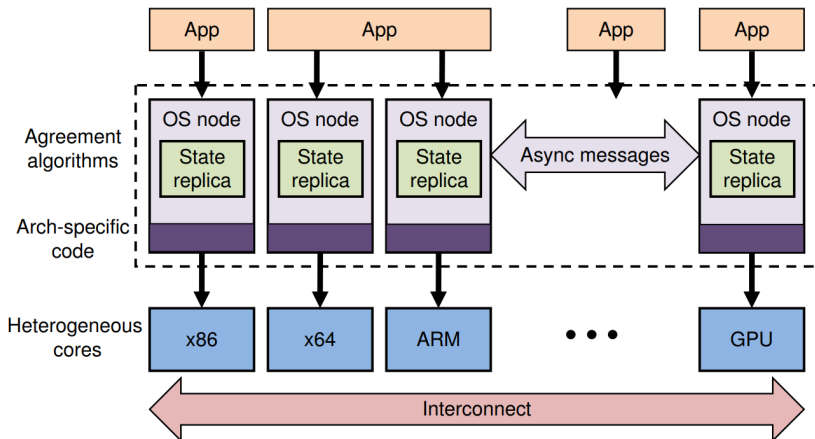 App
App
App
App
OS node
OS node
OS node
OS node
Agreement
algorithms
State
replica
State
replica
State
replica
Async messages
State
replica
Arch-specific
code
Heterogeneous
cores
x86
x64
ARM
GPU
Interconnect